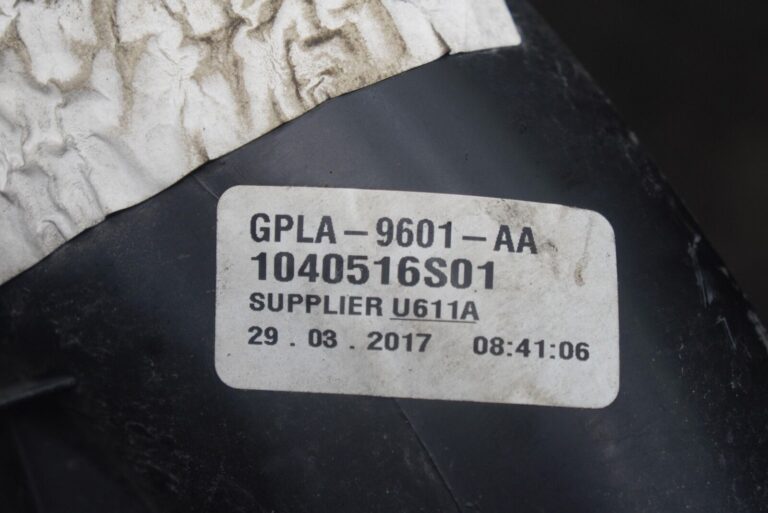 GPLA-9601-AA
1040516S01
SUPPLIER U611A
29 . 03 . 2017 08:41:06